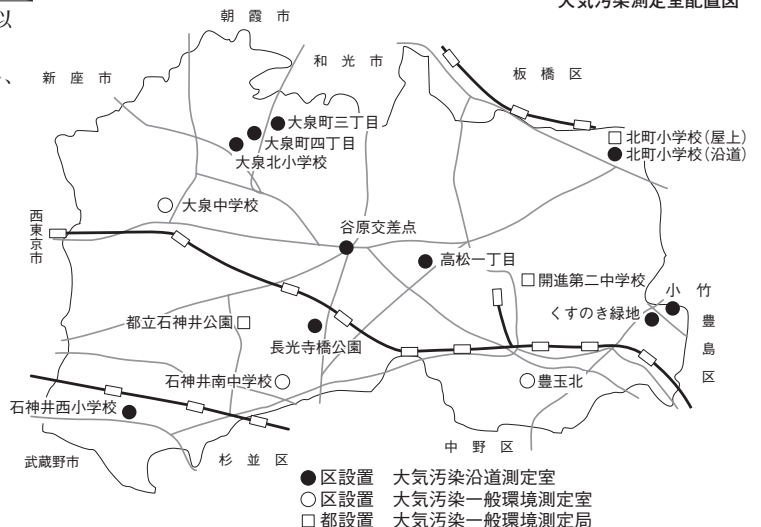 以
、
大気汚染測定室配置図
朝霞市
和光市
新座市
板橋区
大泉町三丁目
大泉町四丁目
大泉北小学校
北町小学校(屋上)
北町小学校(沿道)
大泉中学校
西東京市
谷原交差点
高松一丁目
開進第二中学校
小竹
くすのき緑地
豊島区
都立石神井公園
長光寺橋公園
石神井南中学校
豊玉北
石神井西小学校
武蔵野市
杉並区
中野区
●区設置 大気汚染沿道測定室
○区設置 大気汚染一般環境測定室
□都設置 大気汚染一般環境測定局